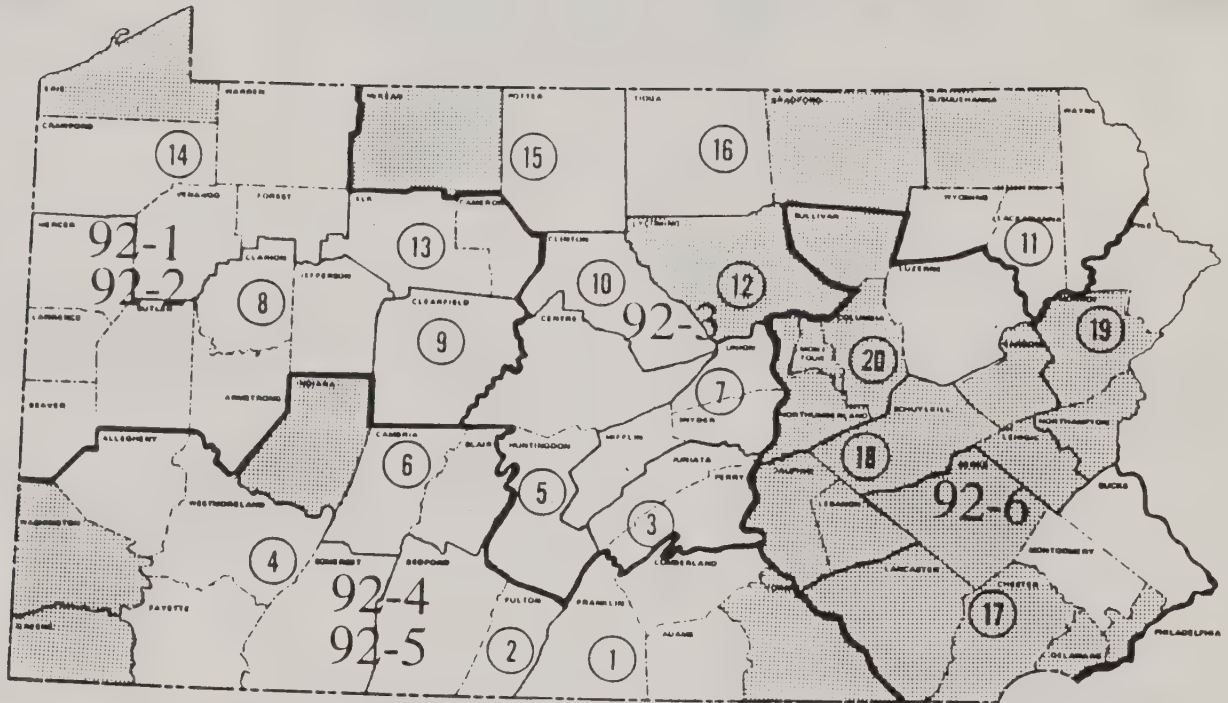 ERIE
WARREN
McKEAN
POTTER
TIOGA
BRADFORD
SUSQUEHANNA
WAYNE
CRAWFORD
14
15
16
VENANGO
FOREST
ELK
CAMERON
LYCOMING
SULLIVAN
WYOMING
LACKAWANNA
PIKE
MERCER
92-1
13
CLINTON
11
92-2
CLARION
JEFFERSON
10
12
LUZERNE
8
CLEARFIELD
CENTRE
92-3
COLUMBIA
MONROE
19
LAWRENCE
BUTLER
9
UNION
MONT
TOUR
20
CARBON
7
BEAVER
ARMSTRONG
INDIANA
SNYDER
NORTHUMBERLAND
SCHUYLKILL
NORTHAMPTON
ALLEGHENY
CAMBRIA
BLAIR
HUNTINGDON
MIFFLIN
JUNIATA
18
LEHIGH
6
PERRY
DAUPHIN
BERKS
BUCKS
WASHINGTON
WESTMORELAND
5
3
LEBANON
92-6
4
SOMERSET
BEDFORD
CUMBERLAND
LANCASTER
MONTGOMERY
FAYETTE
92-4
FULTON
FRANKLIN
YORK
CHESTER
GREENE
92-5
2
1
ADAMS
17
DELAWARE
PHILADELPHIA